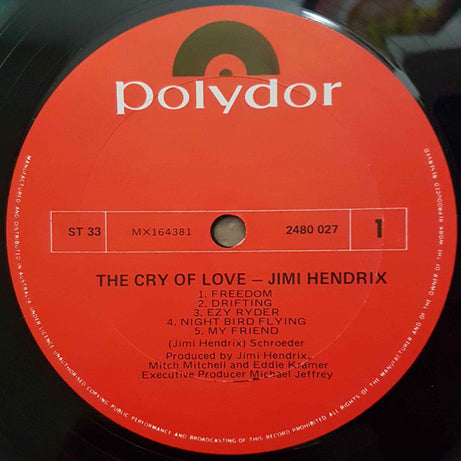 polydor
ST 33
MX164381
2480 027
1
THE CRY OF LOVE – JIMI HENDRIX
1. FREEDOM
2. DRIFTING
3. EZY RYDER
4. NIGHT BIRD FLYING
5. MY FRIEND
(Jimi Hendrix) Schroeder
Produced by Jimi Hendrix,
Mitch Mitchell and Eddie Kramer
Executive Producer Michael Jeffrey
MANUFACTURED AND DISTRIBUTED IN AUSTRALIA UNDER LICENCE UNAUTHORISED COPYING PUBLIC PERFORMANCE AND BROADCASTING OF THIS RECORD PROHIBITED ALL RIGHTS OF THE MANUFACTURER AND OF THE OWNER OF THE WORK REPRODUCED RESERVED